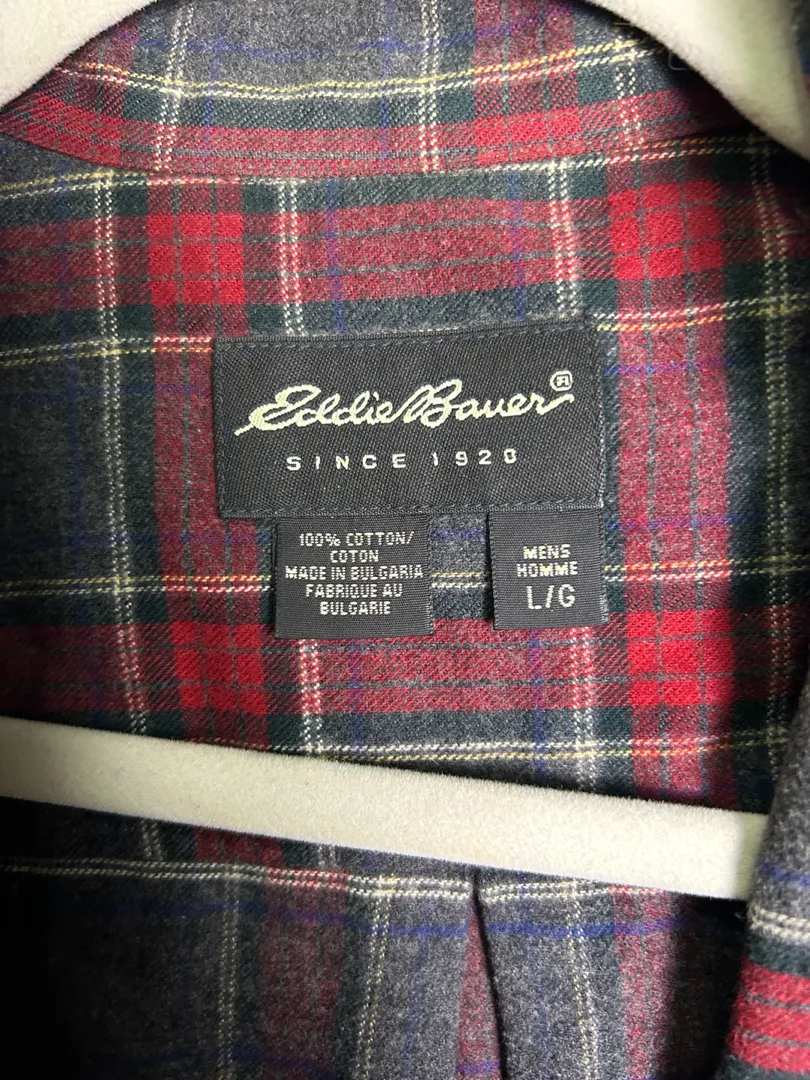 Eddie Bauer®
SINCE 1920
100% COTTON/
COTON
MADE IN BULGARIA
FABRIQUE AU
BULGARIE
MENS
HOMME
L/G